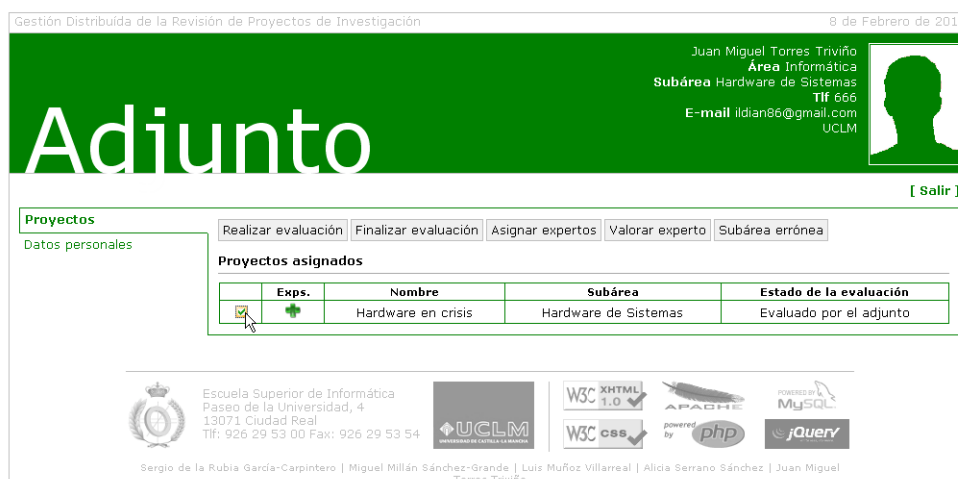 Gestión Distribuída de la Revisión de Proyectos de Investigación
8 de Febrero de 201
Juan Miguel Torres Triviño
Área Informática
Subárea Hardware de Sistemas
Tlf 666
E-mail ildian86@gmail.com
UCLM
Adjunto
[ Salir ]
Proyectos
Datos personales
Realizar evaluación Finalizar evaluación Asignar expertos Valorar experto Subárea errónea
Proyectos asignados
Exps. Nombre Subárea Estado de la evaluación
Hardware en crisis Hardware de Sistemas Evaluado por el adjunto
Escuela Superior de Informática
Paseo de la Universidad, 4
13071 Ciudad Real
Tlf: 926 29 53 00 Fax: 926 29 53 54
UCLM
UNIVERSIDAD DE CASTILLA-LA MANCHA
W3C XHTML 1.0
APACHE
POWERED BY MySQL
W3C css
powered by php
jQuery
Sergio de la Rubia García-Carpintero | Miguel Millán Sánchez-Grande | Luis Muñoz Villarreal | Alicia Serrano Sánchez | Juan Miguel
Torres Triviño